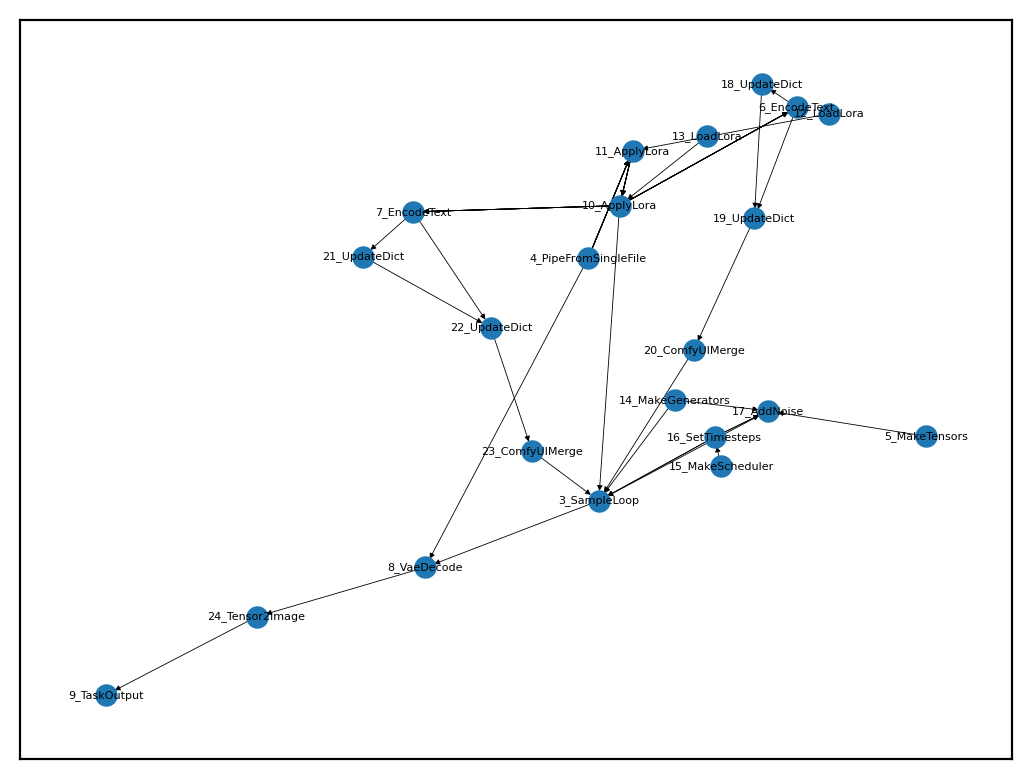 18_UpdateDict
6_EncodeText
12_LoadLora
13_LoadLora
11_ApplyLora
10_ApplyLora
7_EncodeText
19_UpdateDict
21_UpdateDict
4_PipeFromSingleFile
22_UpdateDict
20_ComfyUIMerge
14_MakeGenerators
17_AddNoise
16_SetTimesteps
5_MakeTensors
23_ComfyUIMerge
15_MakeScheduler
3_SampleLoop
8_VaeDecode
24_Tensor2Image
9_TaskOutput